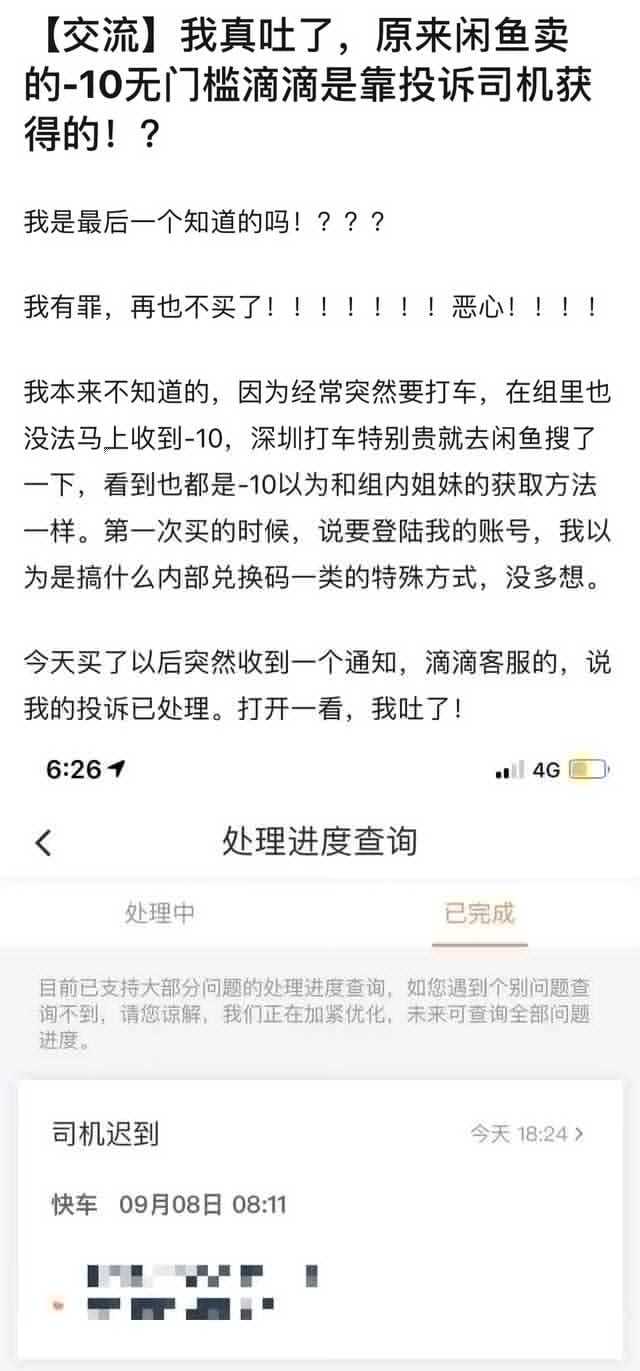 【交流】我真吐了，原来闲鱼卖
的-10无门槛滴滴是靠投诉司机获
得的！？
我是最后一个知道的吗！？？？
我有罪，再也不买了！！！！！！！恶心！！！！
我本来不知道的，因为经常突然要打车，在组里也
没法马上收到-10，深圳打车特别贵就去闲鱼搜了
一下，看到也都是-10以为和组内姐妹的获取方法
一样。第一次买的时候，说要登陆我的账号，我以
为是搞什么内部兑换码一类的特殊方式，没多想。
今天买了以后突然收到一个通知，滴滴客服的，说
我的投诉已处理。打开一看，我吐了！
6:26 4G
处理进度查询
处理中 已完成
目前已支持大部分问题的处理进度查询，如您遇到个别问题查
询不到，请您谅解，我们正在加紧优化，未来可查询全部问题
进度。
司机迟到 今天 18:24
快车 09月08日 08:11